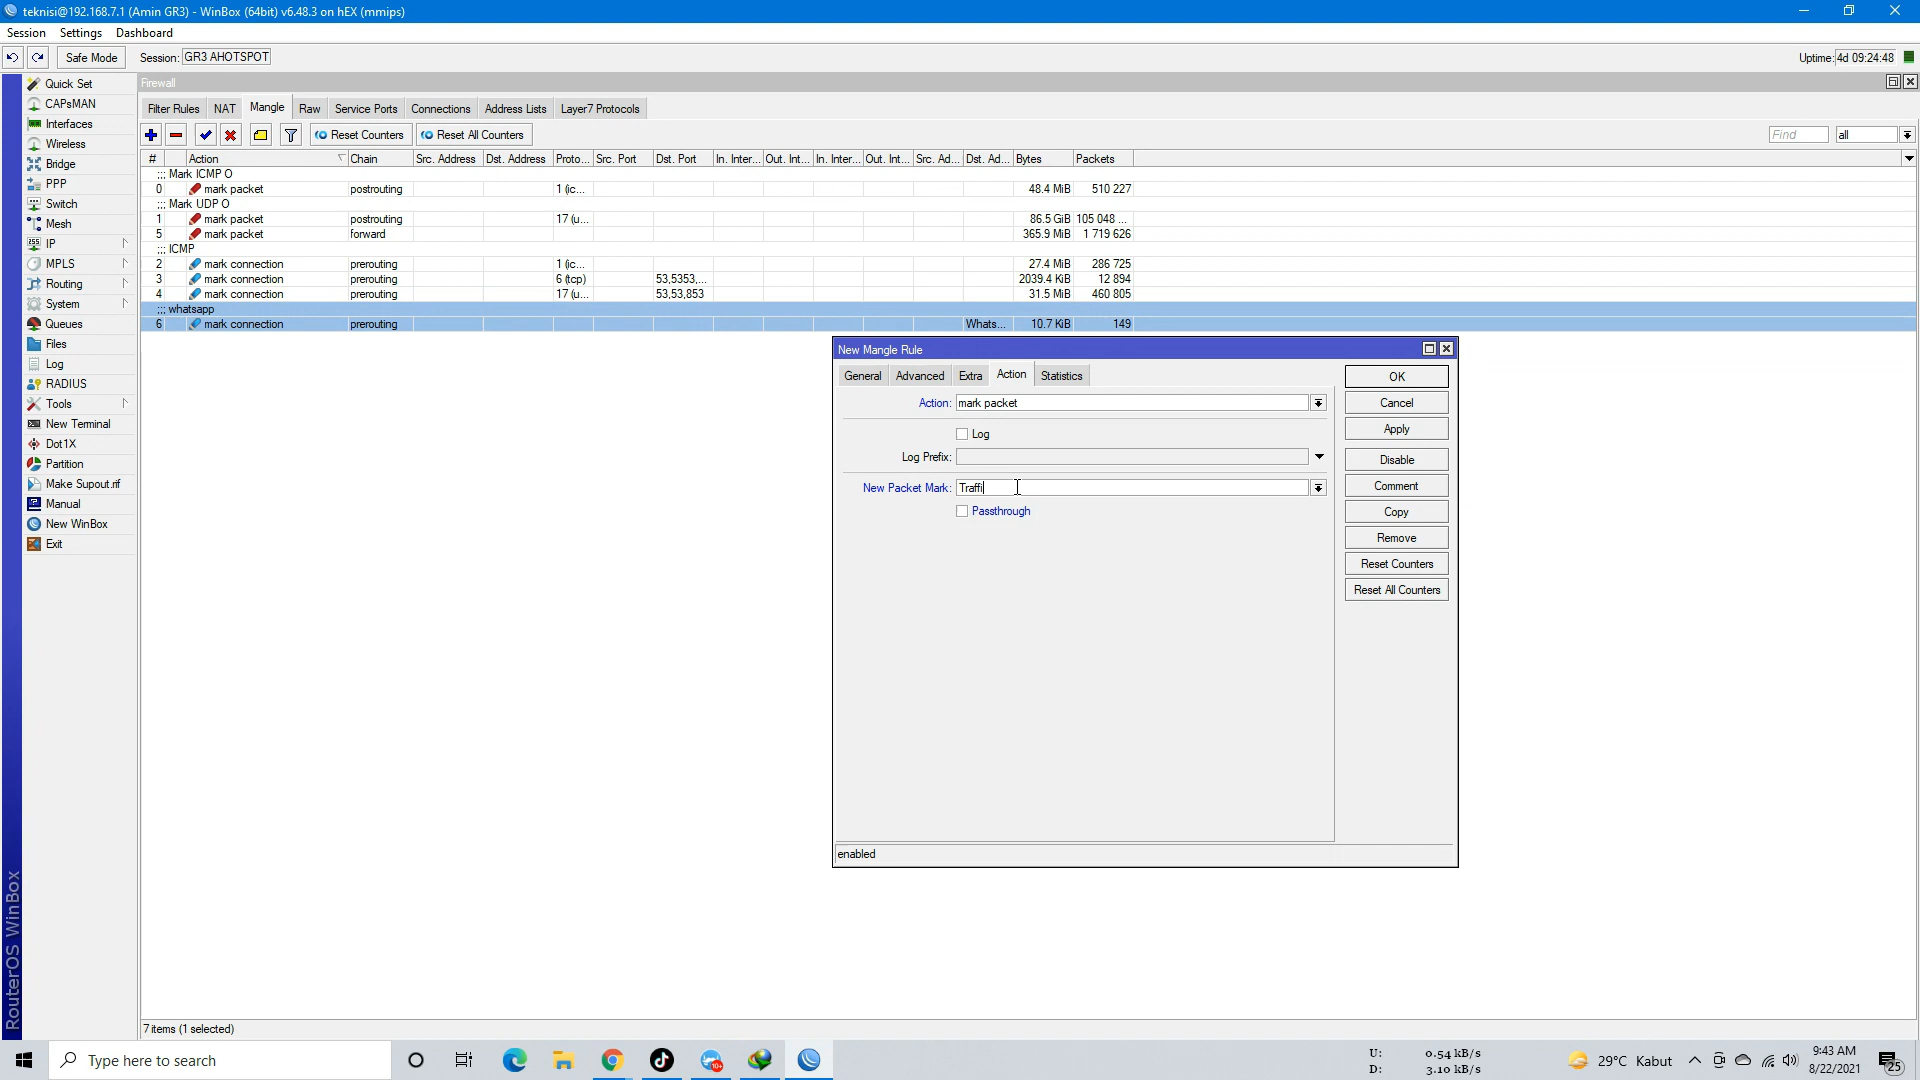 teknisi@192.168.7.1 (Amin GR3) - WinBox (64bit) v6.48.3 on hEX (mmips)
Session Settings Dashboard
Safe Mode Session: GR3 AHOTSPOT Uptime: 4d 09:24:48
Quick Set
CAPsMAN
Interfaces
Wireless
Bridge
PPP
Switch
Mesh
IP
MPLS
Routing
System
Queues
Files
Log
RADIUS
Tools
New Terminal
Dot1X
Partition
Make Supout.rif
Manual
New WinBox
Exit
RouterOS WinBox
Firewall
Filter Rules NAT Mangle Raw Service Ports Connections Address Lists Layer7 Protocols
Reset Counters Reset All Counters Find all
# Action Chain Src. Address Dst. Address Proto... Src. Port Dst. Port In. Inter... Out. Int... In. Inter... Out. Int... Src. Ad... Dst. Ad... Bytes Packets
;;; Mark ICMP O
0 mark packet postrouting 1 (ic... 48.4 MiB 510 227
;;; Mark UDP O
1 mark packet postrouting 17 (u... 86.5 GiB 105 048 ...
5 mark packet forward 365.9 MiB 1 719 626
;;; ICMP
2 mark connection prerouting 1 (ic... 27.4 MiB 286 725
3 mark connection prerouting 6 (tcp) 53,5353,... 2039.4 KiB 12 894
4 mark connection prerouting 17 (u... 53,53,853 31.5 MiB 460 805
;;; whatsapp
6 mark connection prerouting Whats... 10.7 KiB 149
New Mangle Rule
General Advanced Extra Action Statistics
Action: mark packet
Log
Log Prefix:
New Packet Mark: Traffi
Passthrough
OK
Cancel
Apply
Disable
Comment
Copy
Remove
Reset Counters
Reset All Counters
enabled
7 items (1 selected)
Type here to search
10+
U: 0.54 kB/s
D: 3.10 kB/s
29°C Kabut
9:43 AM
8/22/2021
25